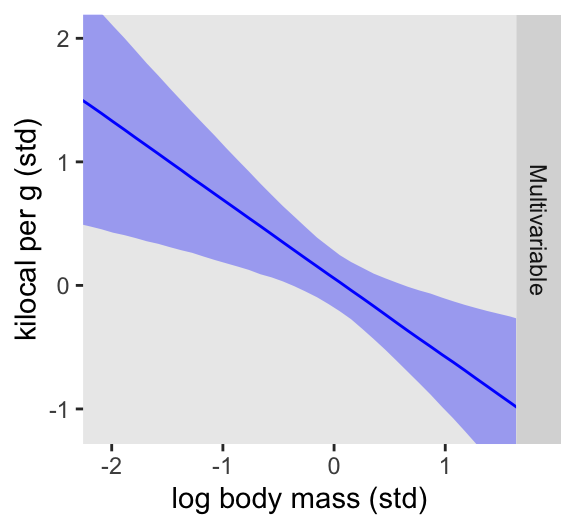 2
1
0
-1
-2
-1
0
1
kilocal per g (std)
log body mass (std)
Multivariable